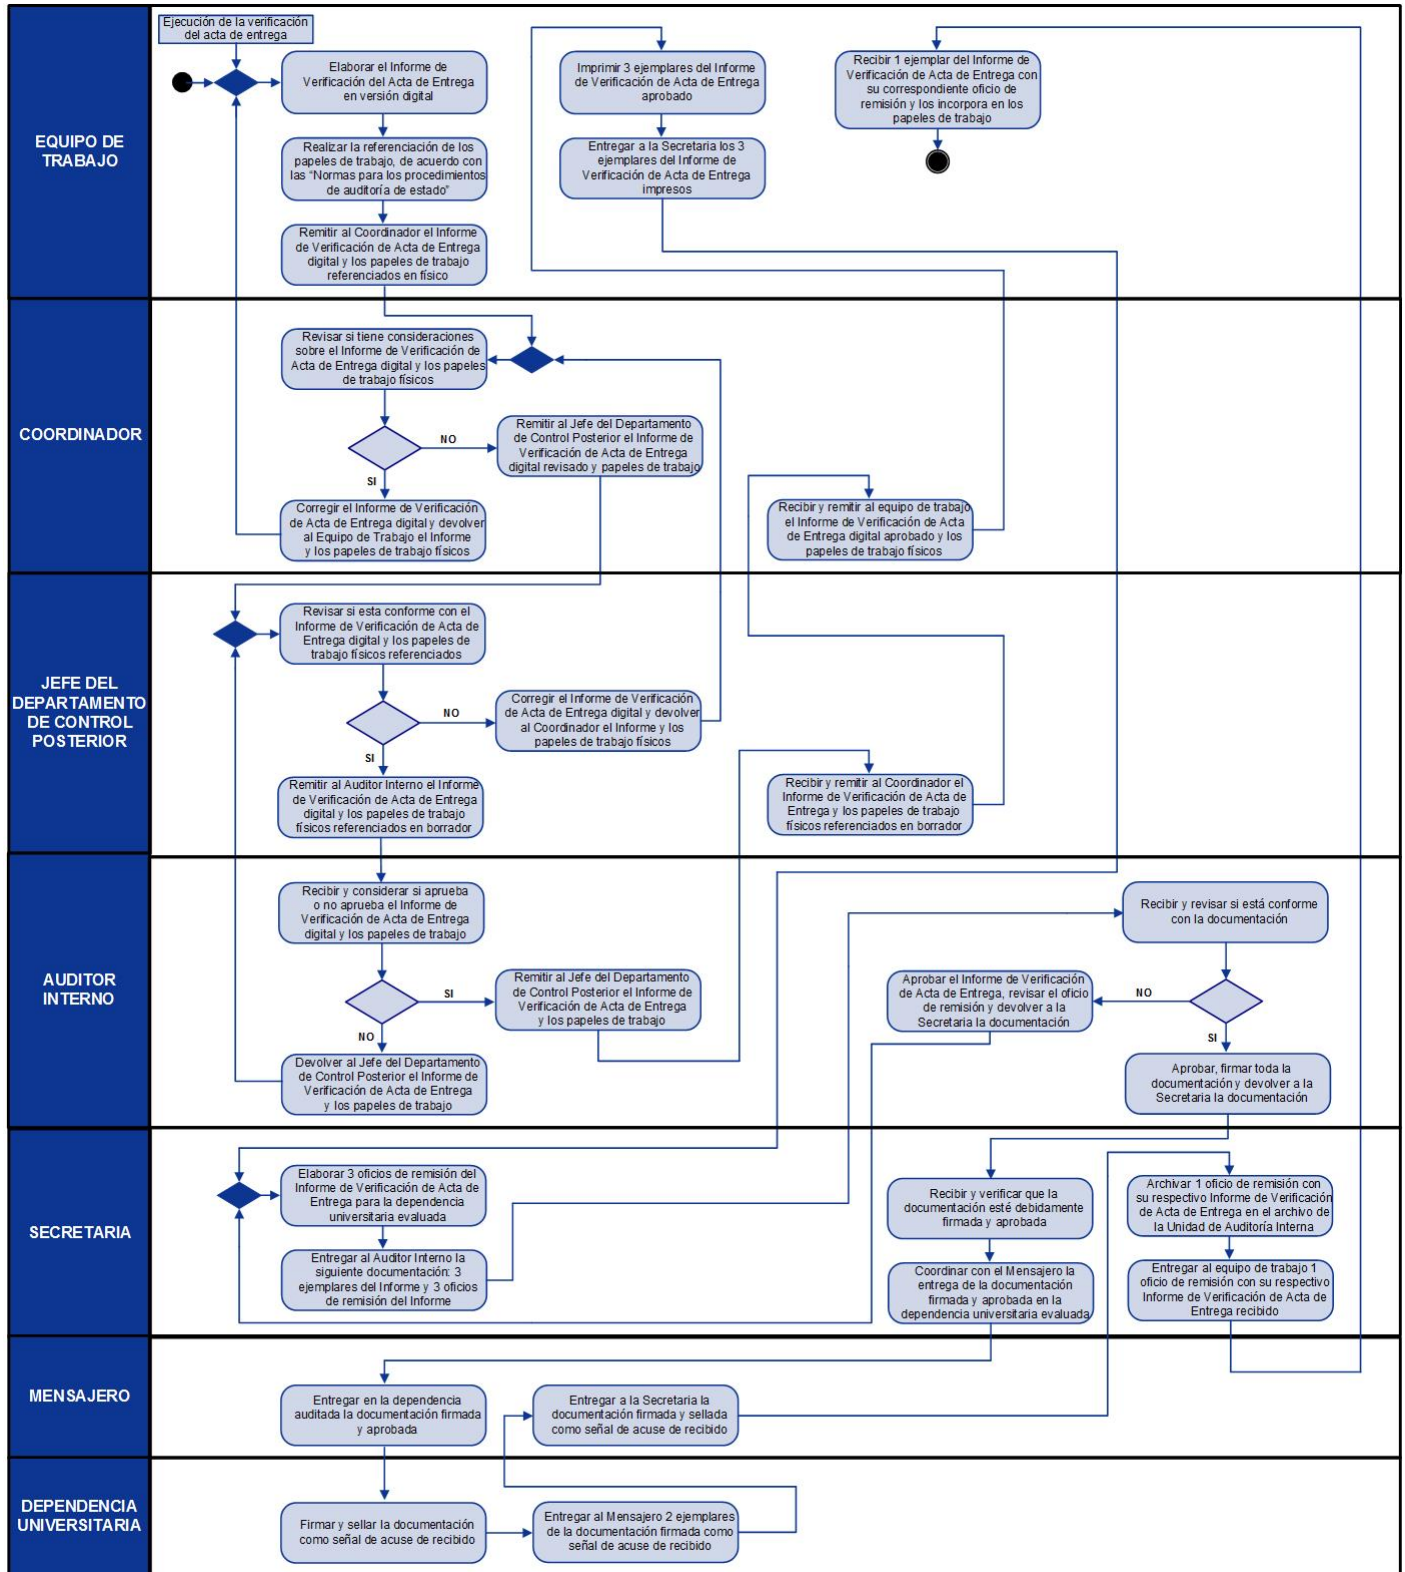 EQUIPO DE
TRABAJO
Ejecución de la verificación
del acta de entrega
Elaborar el Informe de
Verificación del Acta de Entrega
en versión digital
Realizar la referenciación de los
papeles de trabajo, de acuerdo con
las “Normas para los procedimientos
de auditoría de estado”
Remitir al Coordinador el Informe
de Verificación de Acta de Entrega
digital y los papeles de trabajo
referenciados en físico
Imprimir 3 ejemplares del Informe
de Verificación de Acta de Entrega
aprobado
Entregar a la Secretaria los 3
ejemplares del Informe de
Verificación de Acta de Entrega
impresos
Recibir 1 ejemplar del Informe de
Verificación de Acta de Entrega con
su correspondiente oficio de
remisión y los incorpora en los
papeles de trabajo
COORDINADOR
Revisar si tiene consideraciones
sobre el Informe de Verificación de
Acta de Entrega digital y los papeles
de trabajo físicos
NO
SI
Remitir al Jefe del Departamento
de Control Posterior el Informe de
Verificación de Acta de Entrega
digital revisado y papeles de trabajo
Corregir el Informe de Verificación
de Acta de Entrega digital y devolver
al Equipo de Trabajo el Informe
y los papeles de trabajo físicos
Recibir y remitir al equipo de trabajo
el Informe de Verificación de Acta
de Entrega digital aprobado y los
papeles de trabajo físicos
JEFE DEL
DEPARTAMENTO
DE CONTROL
POSTERIOR
Revisar si esta conforme con el
Informe de Verificación de Acta de
Entrega digital y los papeles de
trabajo físicos referenciados
NO
SI
Corregir el Informe de Verificación
de Acta de Entrega digital y devolver
al Coordinador el Informe y los
papeles de trabajo físicos
Remitir al Auditor Interno el Informe
de Verificación de Acta de Entrega
digital y los papeles de trabajo
físicos referenciados en borrador
Recibir y remitir al Coordinador el
Informe de Verificación de Acta de
Entrega y los papeles de trabajo
físicos referenciados en borrador
AUDITOR
INTERNO
Recibir y considerar si aprueba
o no aprueba el Informe de
Verificación de Acta de Entrega
digital y los papeles de trabajo
SI
NO
Remitir al Jefe del Departamento
de Control Posterior el Informe de
Verificación de Acta de Entrega
y los papeles de trabajo
Devolver al Jefe del Departamento
de Control Posterior el Informe de
Verificación de Acta de Entrega
y los papeles de trabajo
Recibir y revisar si está conforme
con la documentación
NO
SI
Aprobar el Informe de Verificación
de Acta de Entrega, revisar el oficio
de remisión y devolver a la
Secretaria la documentación
Aprobar, firmar toda la
documentación y devolver a la
Secretaria la documentación
SECRETARIA
Elaborar 3 oficios de remisión del
Informe de Verificación de Acta de
Entrega para la dependencia
universitaria evaluada
Entregar al Auditor Interno la
siguiente documentación: 3
ejemplares del Informe y 3 oficios
de remisión del Informe
Recibir y verificar que la
documentación esté debidamente
firmada y aprobada
Coordinar con el Mensajero la
entrega de la documentación
firmada y aprobada en la
dependencia universitaria evaluada
Archivar 1 oficio de remisión con
su respectivo Informe de Verificación
de Acta de Entrega en el archivo de
la Unidad de Auditoría Interna
Entregar al equipo de trabajo 1
oficio de remisión con su respectivo
Informe de Verificación de Acta de
Entrega recibido
MENSAJERO
Entregar en la dependencia
auditada la documentación firmada
y aprobada
Entregar a la Secretaria la
documentación firmada y sellada
como señal de acuse de recibido
DEPENDENCIA
UNIVERSITARIA
Firmar y sellar la documentación
como señal de acuse de recibido
Entregar al Mensajero 2 ejemplares
de la documentación firmada como
señal de acuse de recibido